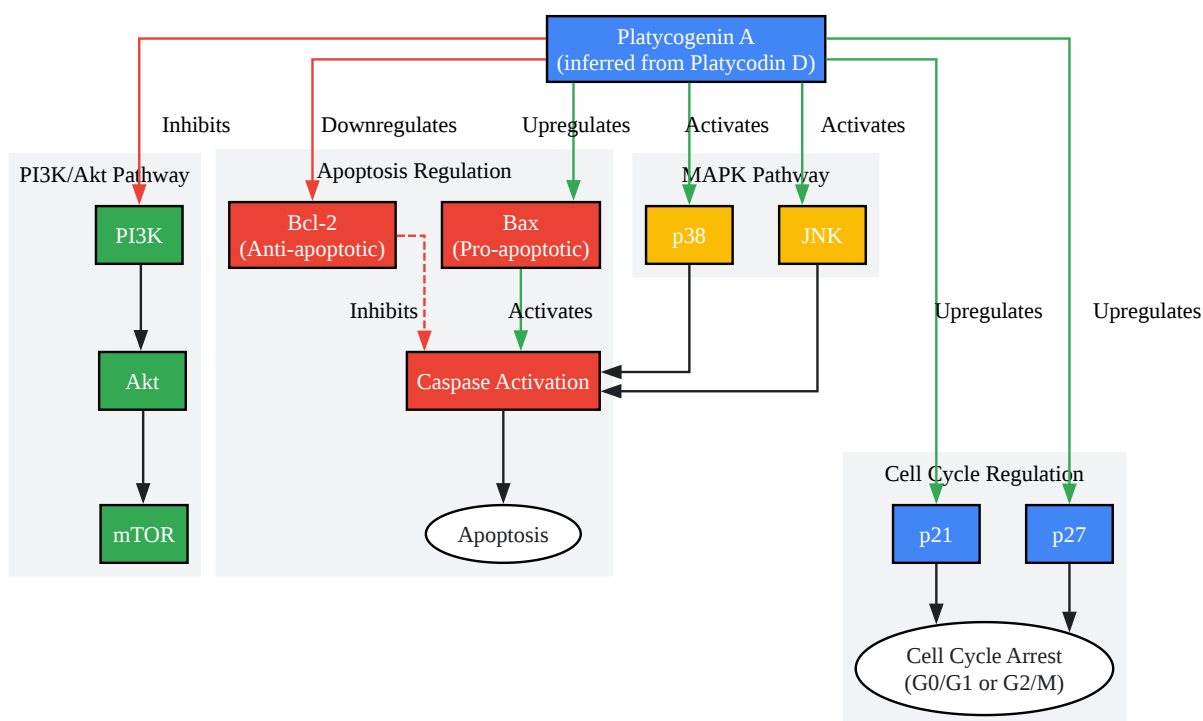 Platycogenin A
(inferred from Platycodin D)
Inhibits
Downregulates
Upregulates
Activates
Activates
PI3K/Akt Pathway
Apoptosis Regulation
MAPK Pathway
PI3K
Bcl-2
(Anti-apoptotic)
Bax
(Pro-apoptotic)
p38
JNK
Inhibits
Activates
Upregulates
Upregulates
Akt
Caspase Activation
Cell Cycle Regulation
mTOR
Apoptosis
p21
p27
Cell Cycle Arrest
(G0/G1 or G2/M)